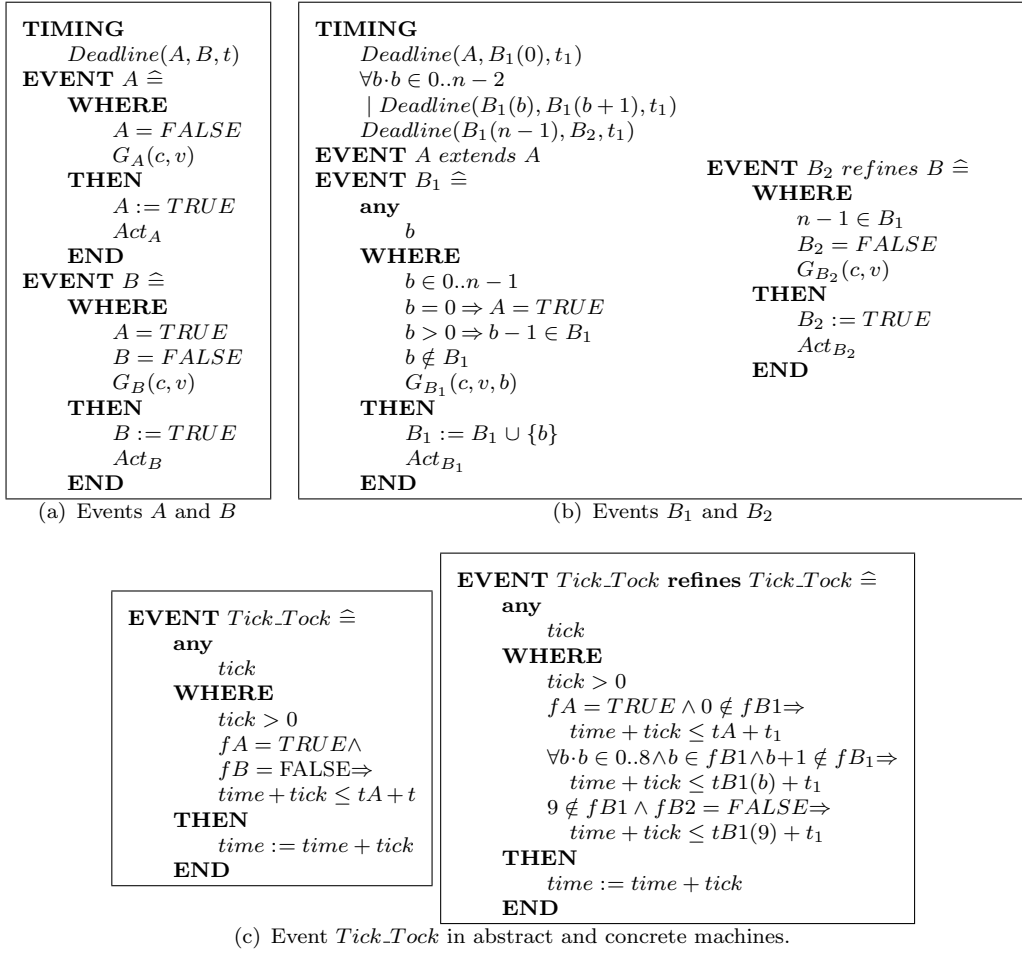 TIMING
Deadline(A, B, t)
EVENT A ≙
WHERE
A = FALSE
G_A(c, v)
THEN
A := TRUE
Act_A
END
EVENT B ≙
WHERE
A = TRUE
B = FALSE
G_B(c, v)
THEN
B := TRUE
Act_B
END
(a) Events A and B
TIMING
Deadline(A, B_1(0), t_1)
∀b·b ∈ 0..n − 2
| Deadline(B_1(b), B_1(b + 1), t_1)
Deadline(B_1(n − 1), B_2, t_1)
EVENT A extends A
EVENT B_1 ≙
any
b
WHERE
b ∈ 0..n − 1
b = 0 ⇒ A = TRUE
b > 0 ⇒ b − 1 ∈ B_1
b ∉ B_1
G_{B_1}(c, v, b)
THEN
B_1 := B_1 ∪ {b}
Act_{B_1}
END
EVENT B_2 refines B ≙
WHERE
n − 1 ∈ B_1
B_2 = FALSE
G_{B_2}(c, v)
THEN
B_2 := TRUE
Act_{B_2}
END
(b) Events B_1 and B_2
EVENT Tick_Tock ≙
any
tick
WHERE
tick > 0
fA = TRUE∧
fB = FALSE⇒
time + tick ≤ tA + t
THEN
time := time + tick
END
EVENT Tick_Tock refines Tick_Tock ≙
any
tick
WHERE
tick > 0
fA = TRUE ∧ 0 ∉ fB1⇒
time + tick ≤ tA + t_1
∀b·b ∈ 0..8∧b ∈ fB1∧b+1 ∉ fB_1⇒
time + tick ≤ tB1(b) + t_1
9 ∉ fB1 ∧ fB2 = FALSE⇒
time + tick ≤ tB1(9) + t_1
THEN
time := time + tick
END
(c) Event Tick_Tock in abstract and concrete machines.